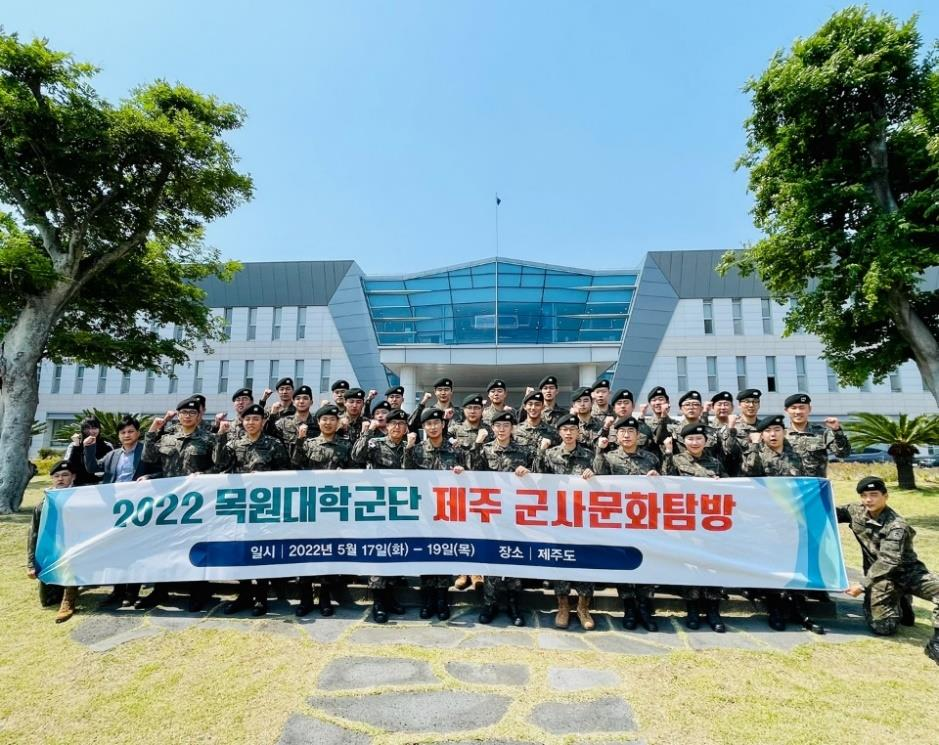 2022 목원대학군단 제주 군사문화탐방
일시 | 2022년 5월 17일(화) – 19일(목) 장소 | 제주도